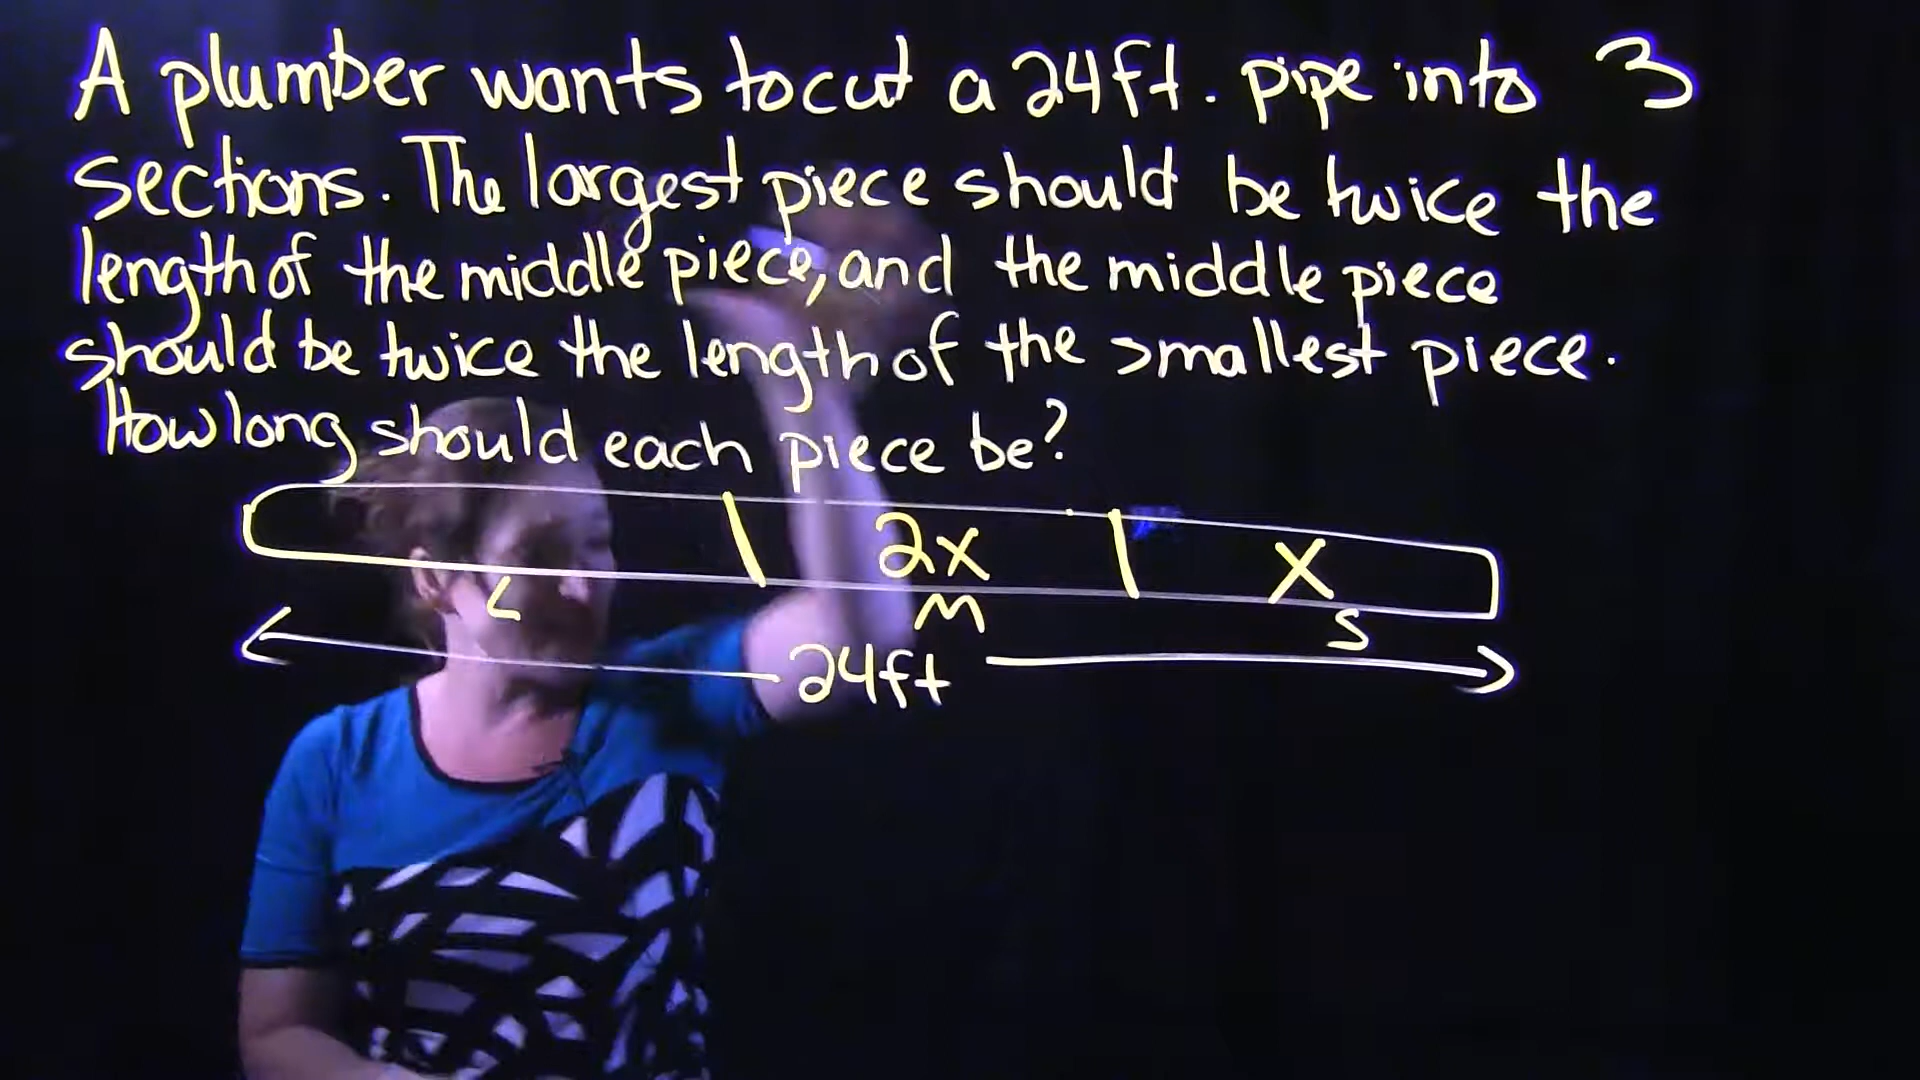 A plumber wants to cut a 24ft. pipe into 3
sections. The largest piece should be twice the
length of the middle piece, and the middle piece
should be twice the length of the smallest piece.
How long should each piece be?
2x x
L M S
24ft